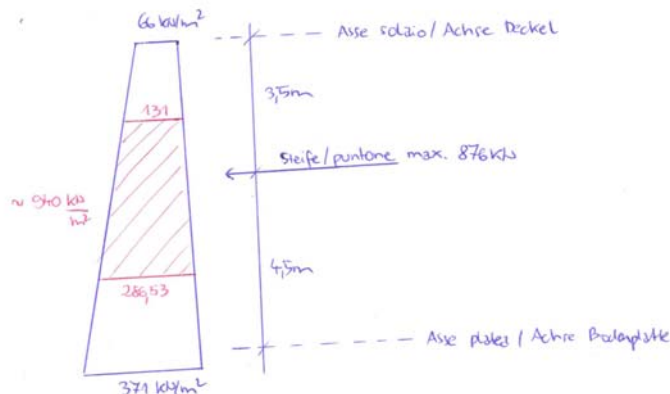 66 kN/m²
Asse solaio / Achse Deckel
3,5m
131
Steife/puntone max. 876 kN
~ 940 kN/m²
4,5m
286,53
Asse platea / Achse Bodenplatte
371 kN/m²